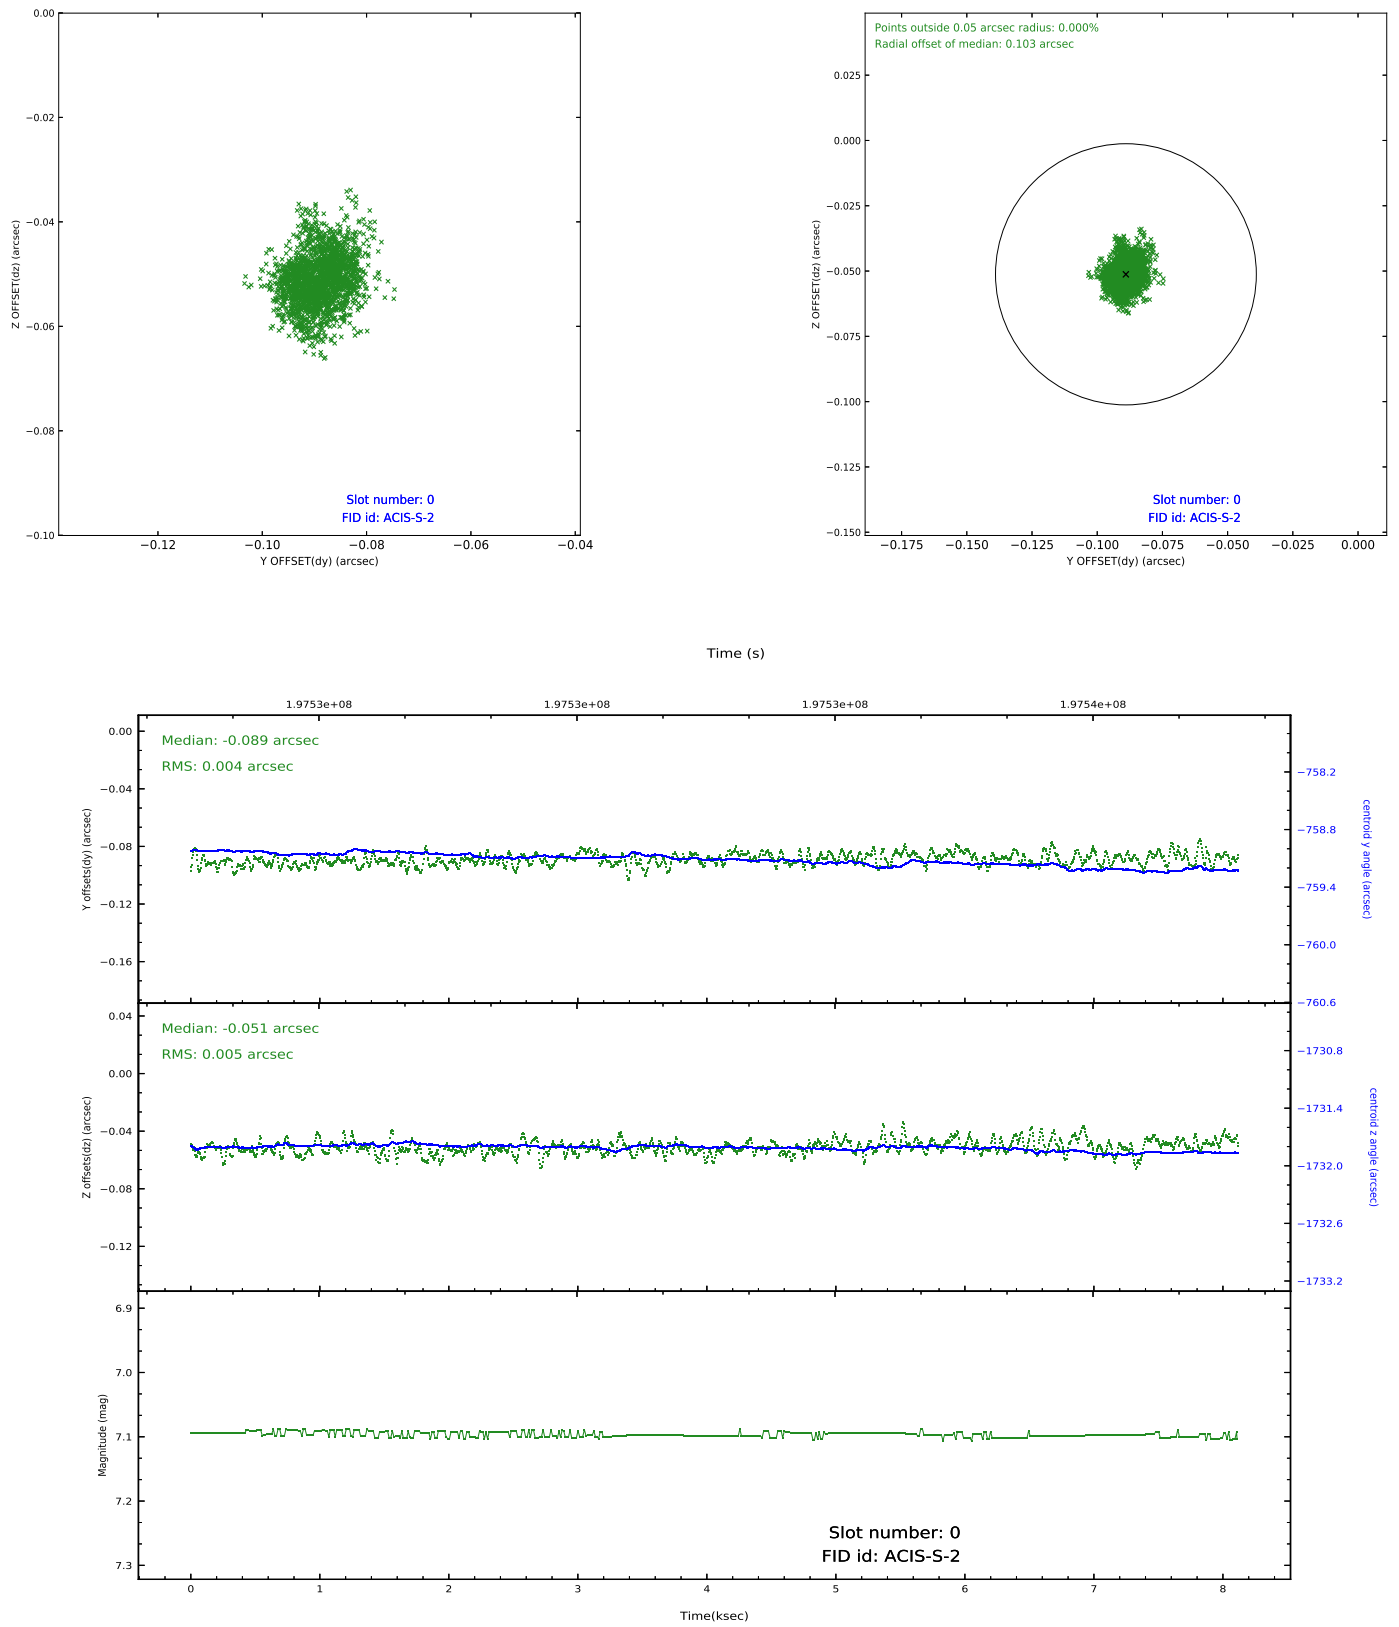 0.00
−0.02
−0.04
−0.06
−0.08
−0.10
Z OFFSET(dz) (arcsec)
Slot number: 0
FID id: ACIS-S-2
−0.12
−0.10
−0.08
−0.06
−0.04
Y OFFSET(dy) (arcsec)
Points outside 0.05 arcsec radius: 0.000%
Radial offset of median: 0.103 arcsec
0.025
0.000
−0.025
−0.050
−0.075
−0.100
−0.125
−0.150
Z OFFSET(dz) (arcsec)
Slot number: 0
FID id: ACIS-S-2
−0.175
−0.150
−0.125
−0.100
−0.075
−0.050
−0.025
0.000
Y OFFSET(dy) (arcsec)
Time (s)
1.9753e+08
1.9753e+08
1.9753e+08
1.9754e+08
Median: -0.089 arcsec
RMS: 0.004 arcsec
0.00
−0.04
−0.08
−0.12
−0.16
Y offsets(dy) (arcsec)
−758.2
−758.8
−759.4
−760.0
−760.6
centroid y angle (arcsec)
Median: -0.051 arcsec
RMS: 0.005 arcsec
0.04
0.00
−0.04
−0.08
−0.12
Z offsets(dz) (arcsec)
−1730.8
−1731.4
−1732.0
−1732.6
−1733.2
centroid z angle (arcsec)
6.9
7.0
7.1
7.2
7.3
Magnitude (mag)
Slot number: 0
FID id: ACIS-S-2
0
1
2
3
4
5
6
7
8
Time(ksec)